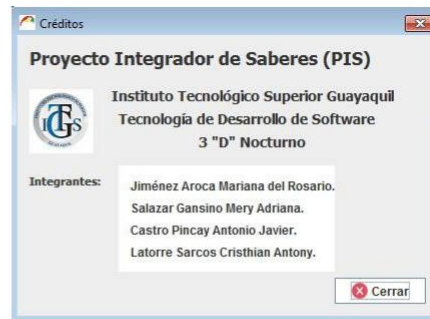 Créditos
Proyecto Integrador de Saberes (PIS)
Instituto Tecnológico Superior Guayaquil
Tecnología de Desarrollo de Software
3 "D" Nocturno
Integrantes:
Jiménez Aroca Mariana del Rosario.
Salazar Gansino Mery Adriana.
Castro Pincay Antonio Javier.
Latorre Sarcos Cristhian Antony.
Cerrar